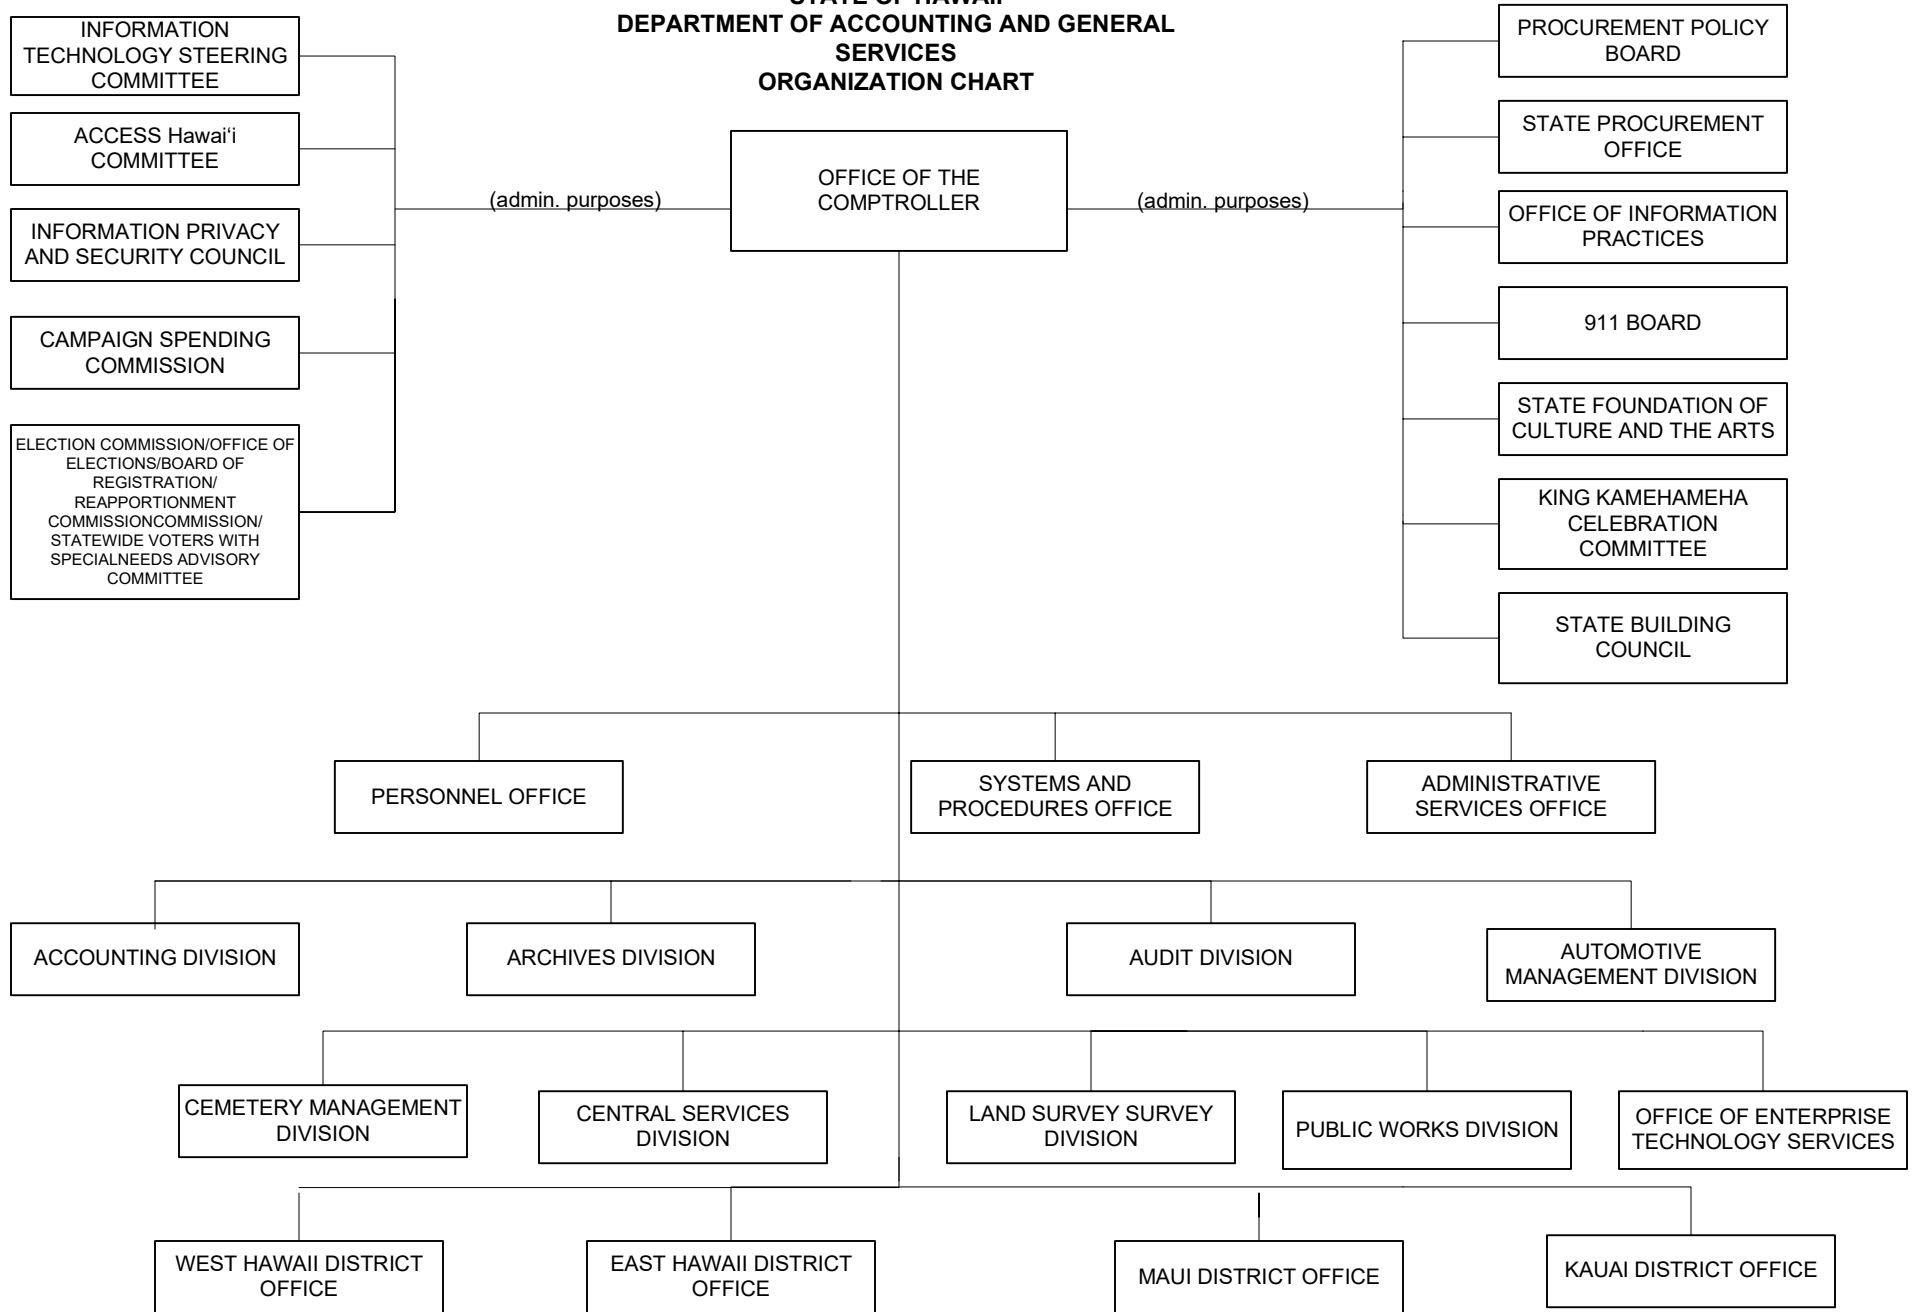 STATE OF HAWAII
DEPARTMENT OF ACCOUNTING AND GENERAL
SERVICES
ORGANIZATION CHART
INFORMATION
TECHNOLOGY STEERING
COMMITTEE
ACCESS Hawai‘i
COMMITTEE
INFORMATION PRIVACY
AND SECURITY COUNCIL
CAMPAIGN SPENDING
COMMISSION
ELECTION COMMISSION/OFFICE OF
ELECTIONS/BOARD OF
REGISTRATION/
REAPPORTIONMENT
COMMISSIONCOMMISSION/
STATEWIDE VOTERS WITH
SPECIALNEEDS ADVISORY
COMMITTEE
(admin. purposes)
OFFICE OF THE
COMPTROLLER
(admin. purposes)
PROCUREMENT POLICY
BOARD
STATE PROCUREMENT
OFFICE
OFFICE OF INFORMATION
PRACTICES
911 BOARD
STATE FOUNDATION OF
CULTURE AND THE ARTS
KING KAMEHAMEHA
CELEBRATION
COMMITTEE
STATE BUILDING
COUNCIL
PERSONNEL OFFICE
SYSTEMS AND
PROCEDURES OFFICE
ADMINISTRATIVE
SERVICES OFFICE
ACCOUNTING DIVISION
ARCHIVES DIVISION
AUDIT DIVISION
AUTOMOTIVE
MANAGEMENT DIVISION
CEMETERY MANAGEMENT
DIVISION
CENTRAL SERVICES
DIVISION
LAND SURVEY SURVEY
DIVISION
PUBLIC WORKS DIVISION
OFFICE OF ENTERPRISE
TECHNOLOGY SERVICES
WEST HAWAII DISTRICT
OFFICE
EAST HAWAII DISTRICT
OFFICE
MAUI DISTRICT OFFICE
KAUAI DISTRICT OFFICE